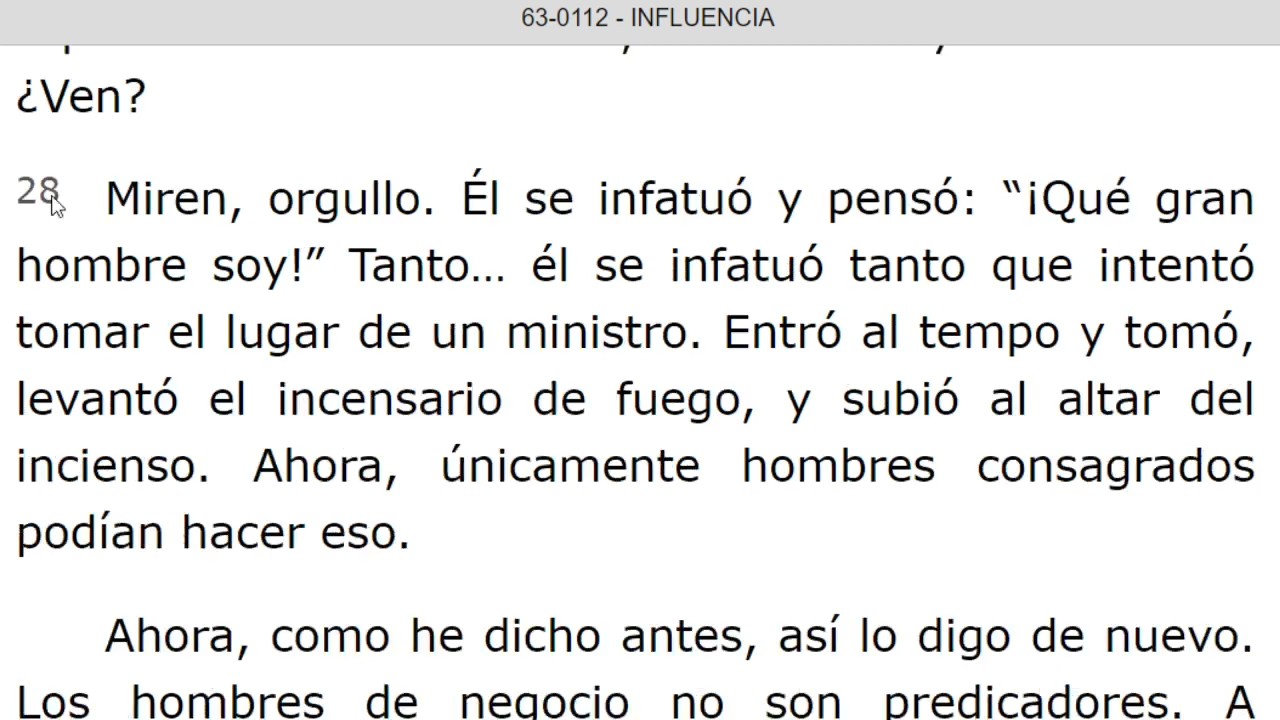 63-0112 - INFLUENCIA
¿Ven?
28 Miren, orgullo. Él se infatuó y pensó: “¡Qué gran
hombre soy!” Tanto… él se infatuó tanto que intentó
tomar el lugar de un ministro. Entró al tempo y tomó,
levantó el incensario de fuego, y subió al altar del
incienso. Ahora, únicamente hombres consagrados
podían hacer eso.
Ahora, como he dicho antes, así lo digo de nuevo.
Los hombres de negocio no son predicadores. A